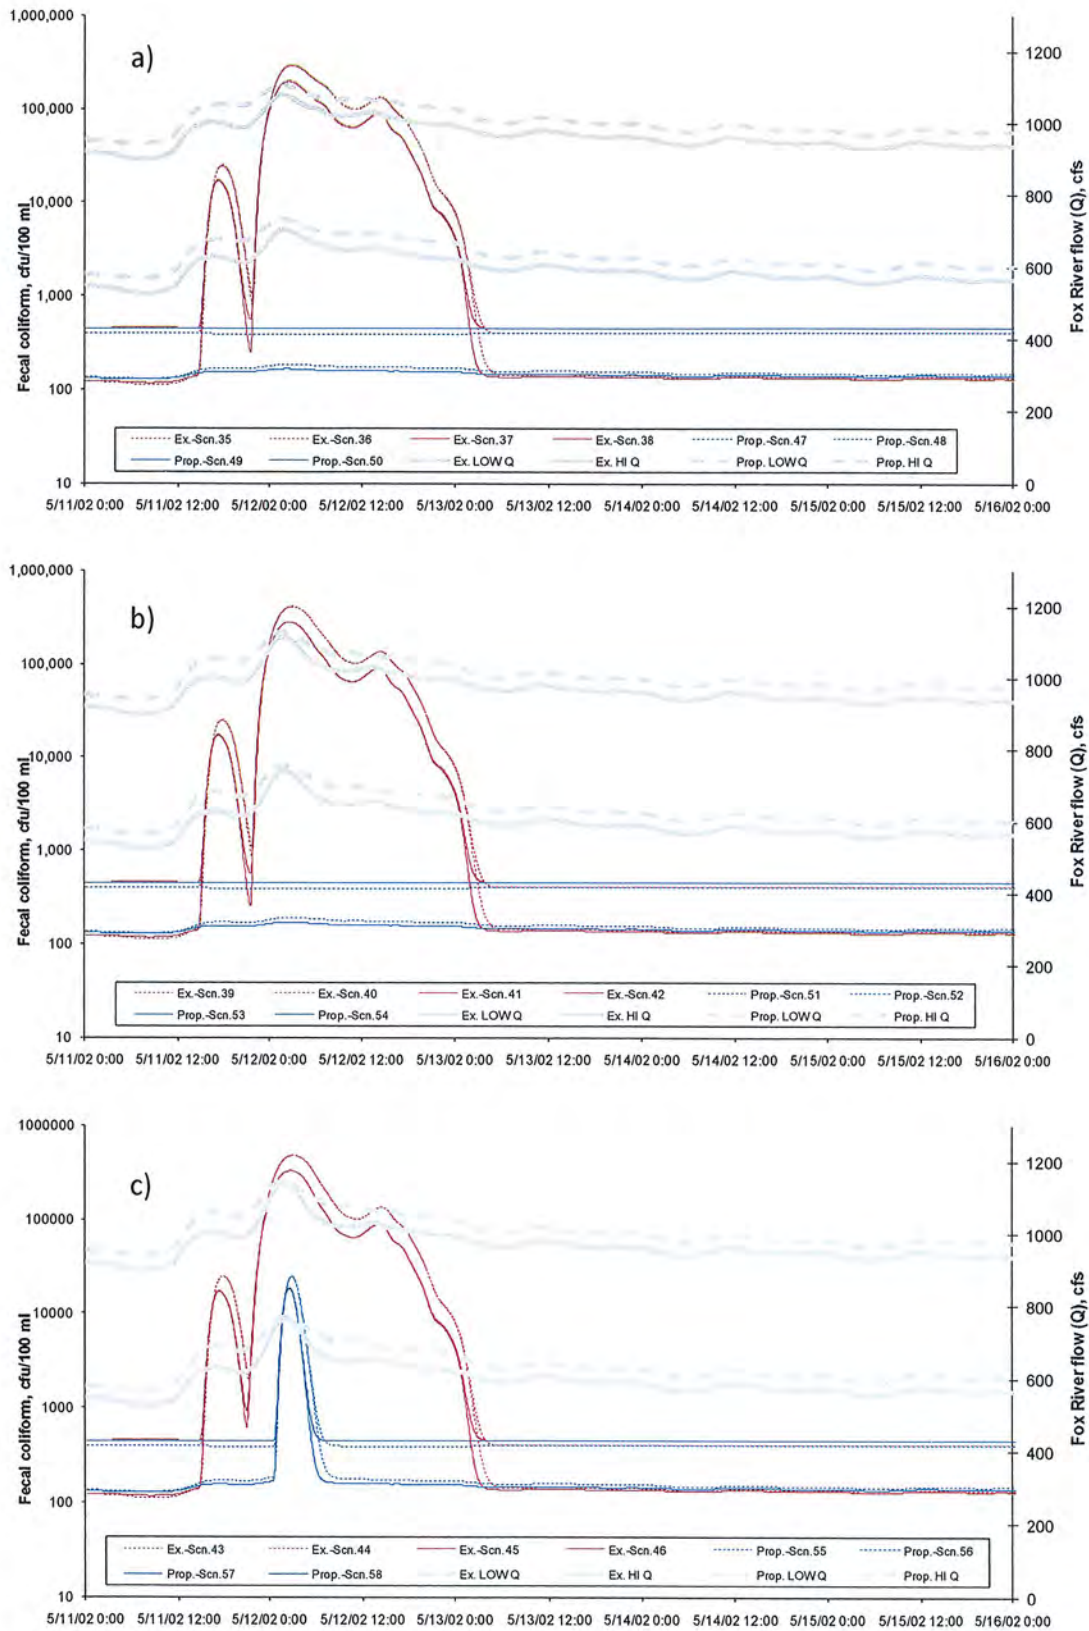 a)
1,000,000
100,000
10,000
1,000
100
10
Fecal coliform, cfu/100 ml
1200
1000
800
600
400
200
0
Fox River flow (Q), cfs
Ex.-Scn.35 Ex.-Scn.36 Ex.-Scn.37 Ex.-Scn.38 Prop.-Scn.47 Prop.-Scn.48
Prop.-Scn.49 Prop.-Scn.50 Ex. LOW Q Ex. HI Q Prop. LOW Q Prop. HI Q
5/11/02 0:00 5/11/02 12:00 5/12/02 0:00 5/12/02 12:00 5/13/02 0:00 5/13/02 12:00 5/14/02 0:00 5/14/02 12:00 5/15/02 0:00 5/15/02 12:00 5/16/02 0:00
b)
1,000,000
100,000
10,000
1,000
100
10
Fecal coliform, cfu/100 ml
1200
1000
800
600
400
200
0
Fox River flow (Q), cfs
Ex.-Scn.39 Ex.-Scn.40 Ex.-Scn.41 Ex.-Scn.42 Prop.-Scn.51 Prop.-Scn.52
Prop.-Scn.53 Prop.-Scn.54 Ex. LOW Q Ex. HI Q Prop. LOW Q Prop. HI Q
5/11/02 0:00 5/11/02 12:00 5/12/02 0:00 5/12/02 12:00 5/13/02 0:00 5/13/02 12:00 5/14/02 0:00 5/14/02 12:00 5/15/02 0:00 5/15/02 12:00 5/16/02 0:00
c)
1000000
100000
10000
1000
100
10
Fecal coliform, cfu/100 ml
1200
1000
800
600
400
200
0
Fox River flow (Q), cfs
Ex.-Scn.43 Ex.-Scn.44 Ex.-Scn.45 Ex.-Scn.46 Prop.-Scn.55 Prop.-Scn.56
Prop.-Scn.57 Prop.-Scn.58 Ex. LOW Q Ex. HI Q Prop. LOW Q Prop. HI Q
5/11/02 0:00 5/11/02 12:00 5/12/02 0:00 5/12/02 12:00 5/13/02 0:00 5/13/02 12:00 5/14/02 0:00 5/14/02 12:00 5/15/02 0:00 5/15/02 12:00 5/16/02 0:00